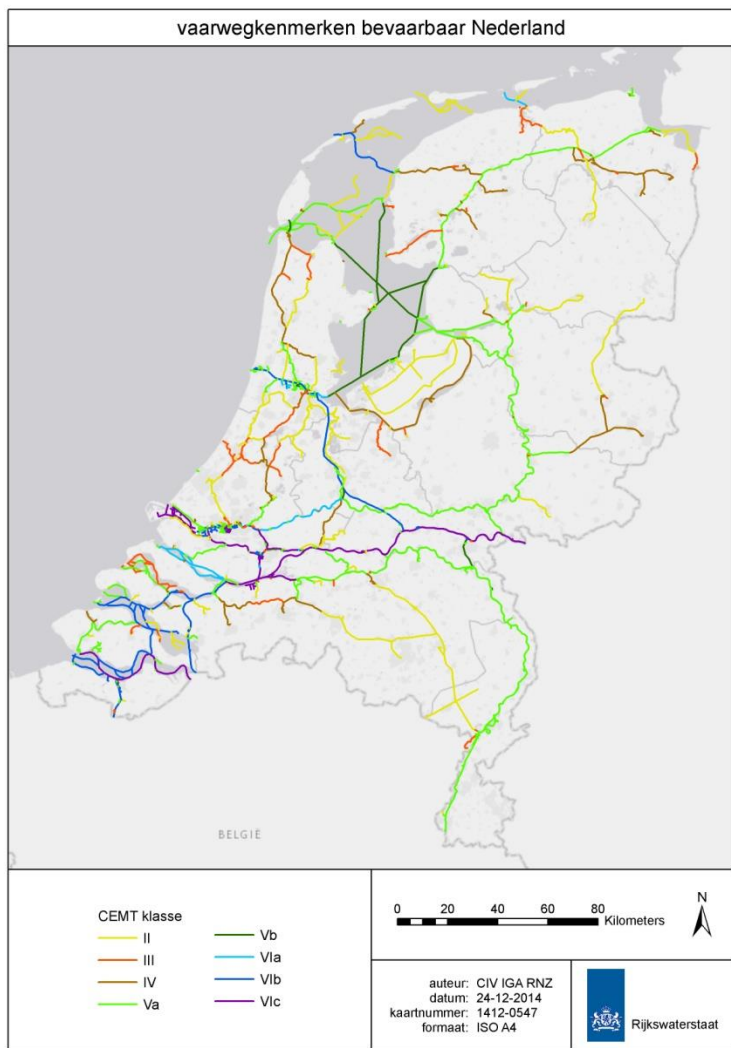 vaarwegkenmerken bevaarbaar Nederland
BELGIË
CEMT klasse
II
III
IV
Va
Vb
VIa
VIb
VIc
0 20 40 60 80
Kilometers
N
auteur: CIV IGA RNZ
datum: 24-12-2014
kaartnummer: 1412-0547
formaat: ISO A4
Rijkswaterstaat